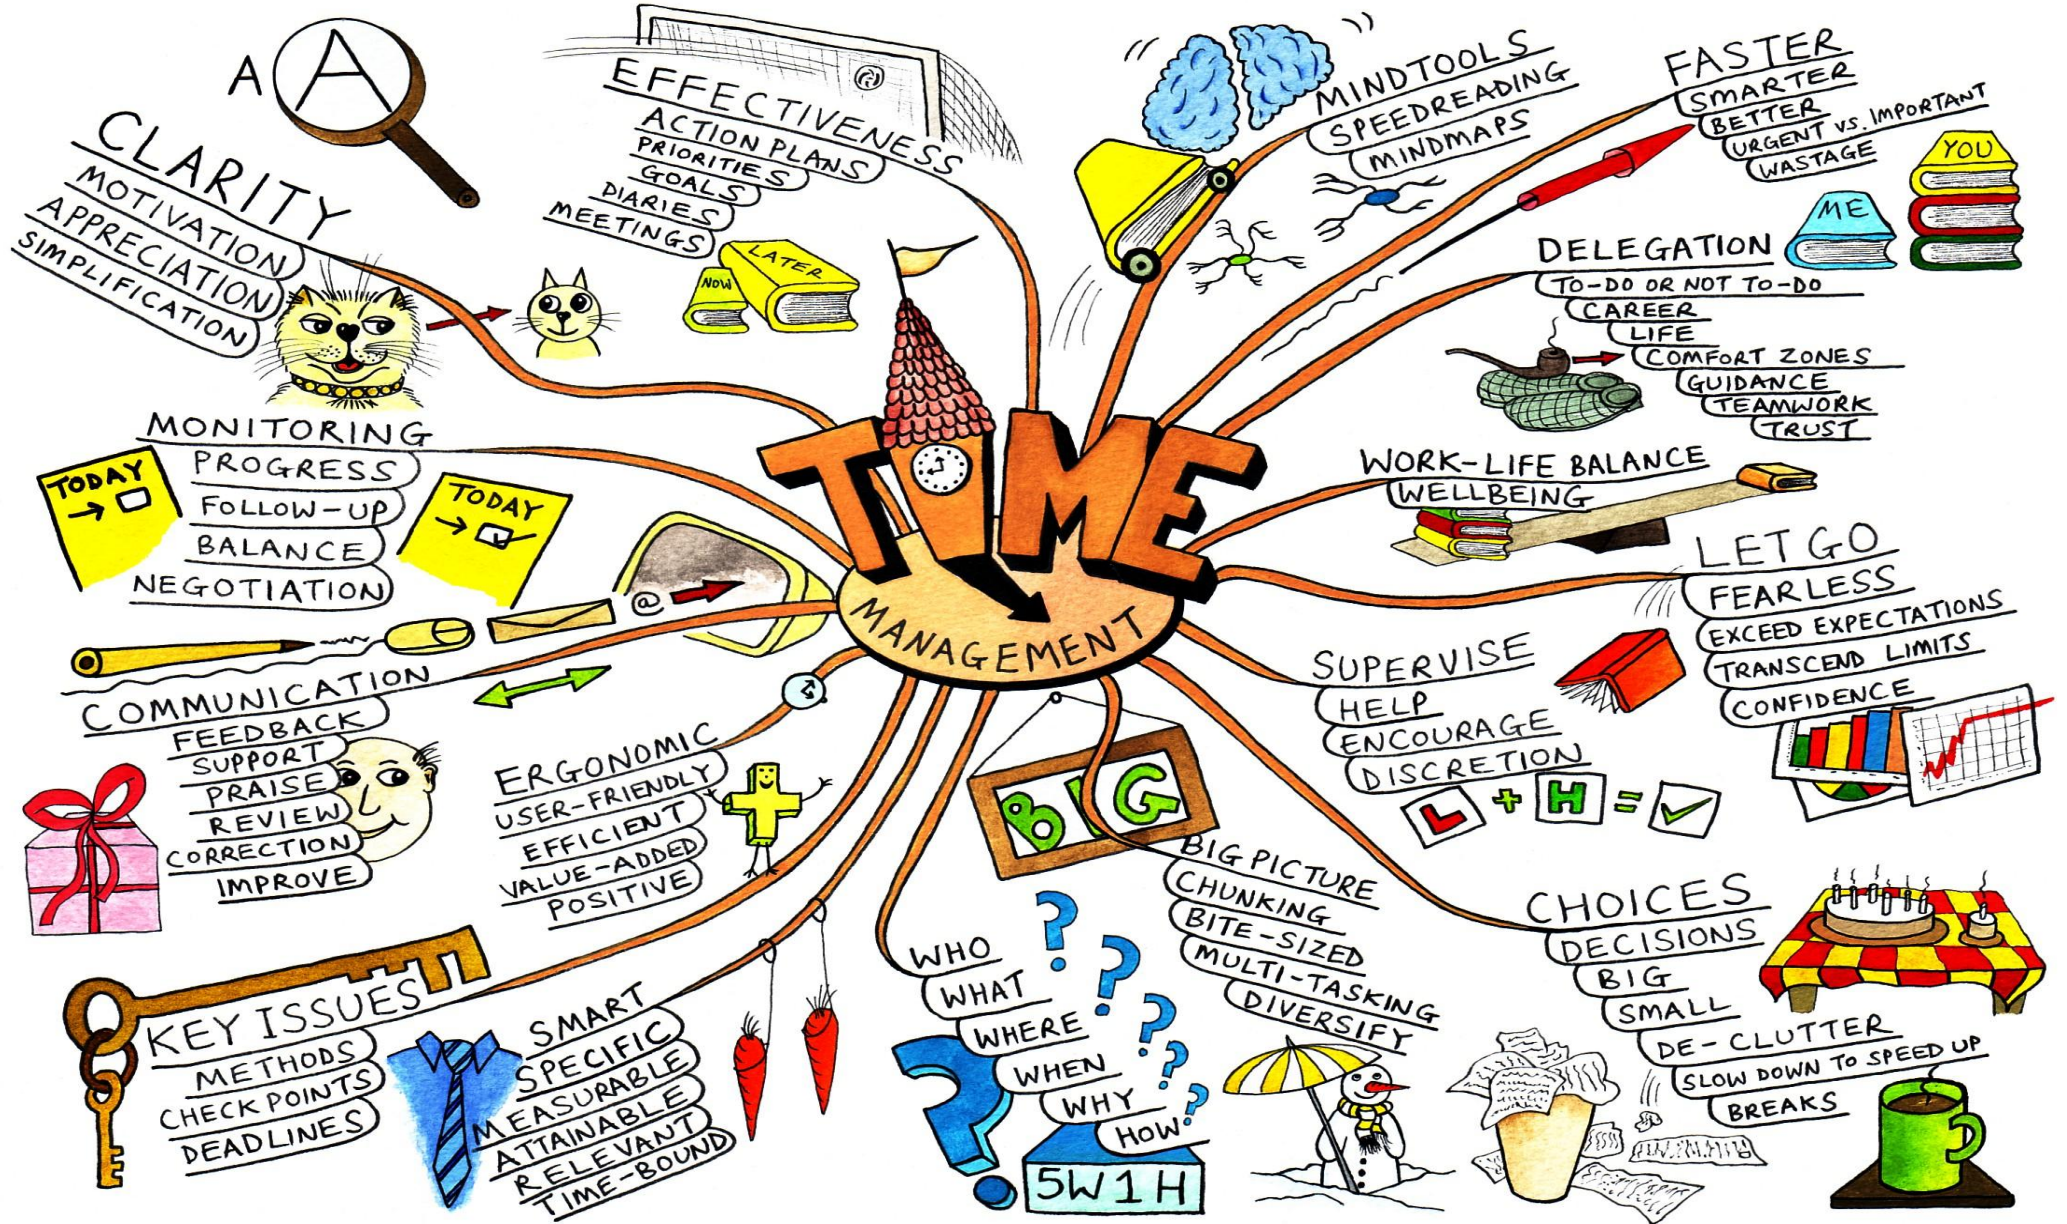 TIME
MANAGEMENT
A A
CLARITY
MOTIVATION
APPRECIATION
SIMPLIFICATION
EFFECTIVENESS
ACTION PLANS
PRIORITIES
GOALS
DIARIES
MEETINGS
NOW
LATER
MINDTOOLS
SPEEDREADING
MINDMAPS
FASTER
SMARTER
BETTER
URGENT VS. IMPORTANT
WASTAGE
YOU
ME
DELEGATION
TO-DO OR NOT TO-DO
CAREER
LIFE
COMFORT ZONES
GUIDANCE
TEAMWORK
TRUST
MONITORING
PROGRESS
FOLLOW-UP
BALANCE
NEGOTIATION
TODAY
TODAY
WORK-LIFE BALANCE
WELLBEING
LET GO
FEARLESS
EXCEED EXPECTATIONS
TRANSCEND LIMITS
CONFIDENCE
@
COMMUNICATION
FEEDBACK
SUPPORT
PRAISE
REVIEW
CORRECTION
IMPROVE
ERGONOMIC
USER-FRIENDLY
EFFICIENT
VALUE-ADDED
POSITIVE
BIG
SUPERVISE
HELP
ENCOURAGE
DISCRETION
L + H = ✓
BIG PICTURE
CHUNKING
BITE-SIZED
MULTI-TASKING
DIVERSIFY
CHOICES
DECISIONS
BIG
SMALL
DE-CLUTTER
SLOW DOWN TO SPEED UP
BREAKS
KEY ISSUES
METHODS
CHECK POINTS
DEADLINES
SMART
SPECIFIC
MEASURABLE
ATTAINABLE
RELEVANT
TIME-BOUND
WHO
WHAT
WHERE
WHEN
WHY
HOW
? ? ? ? ? ? ?
5W1H